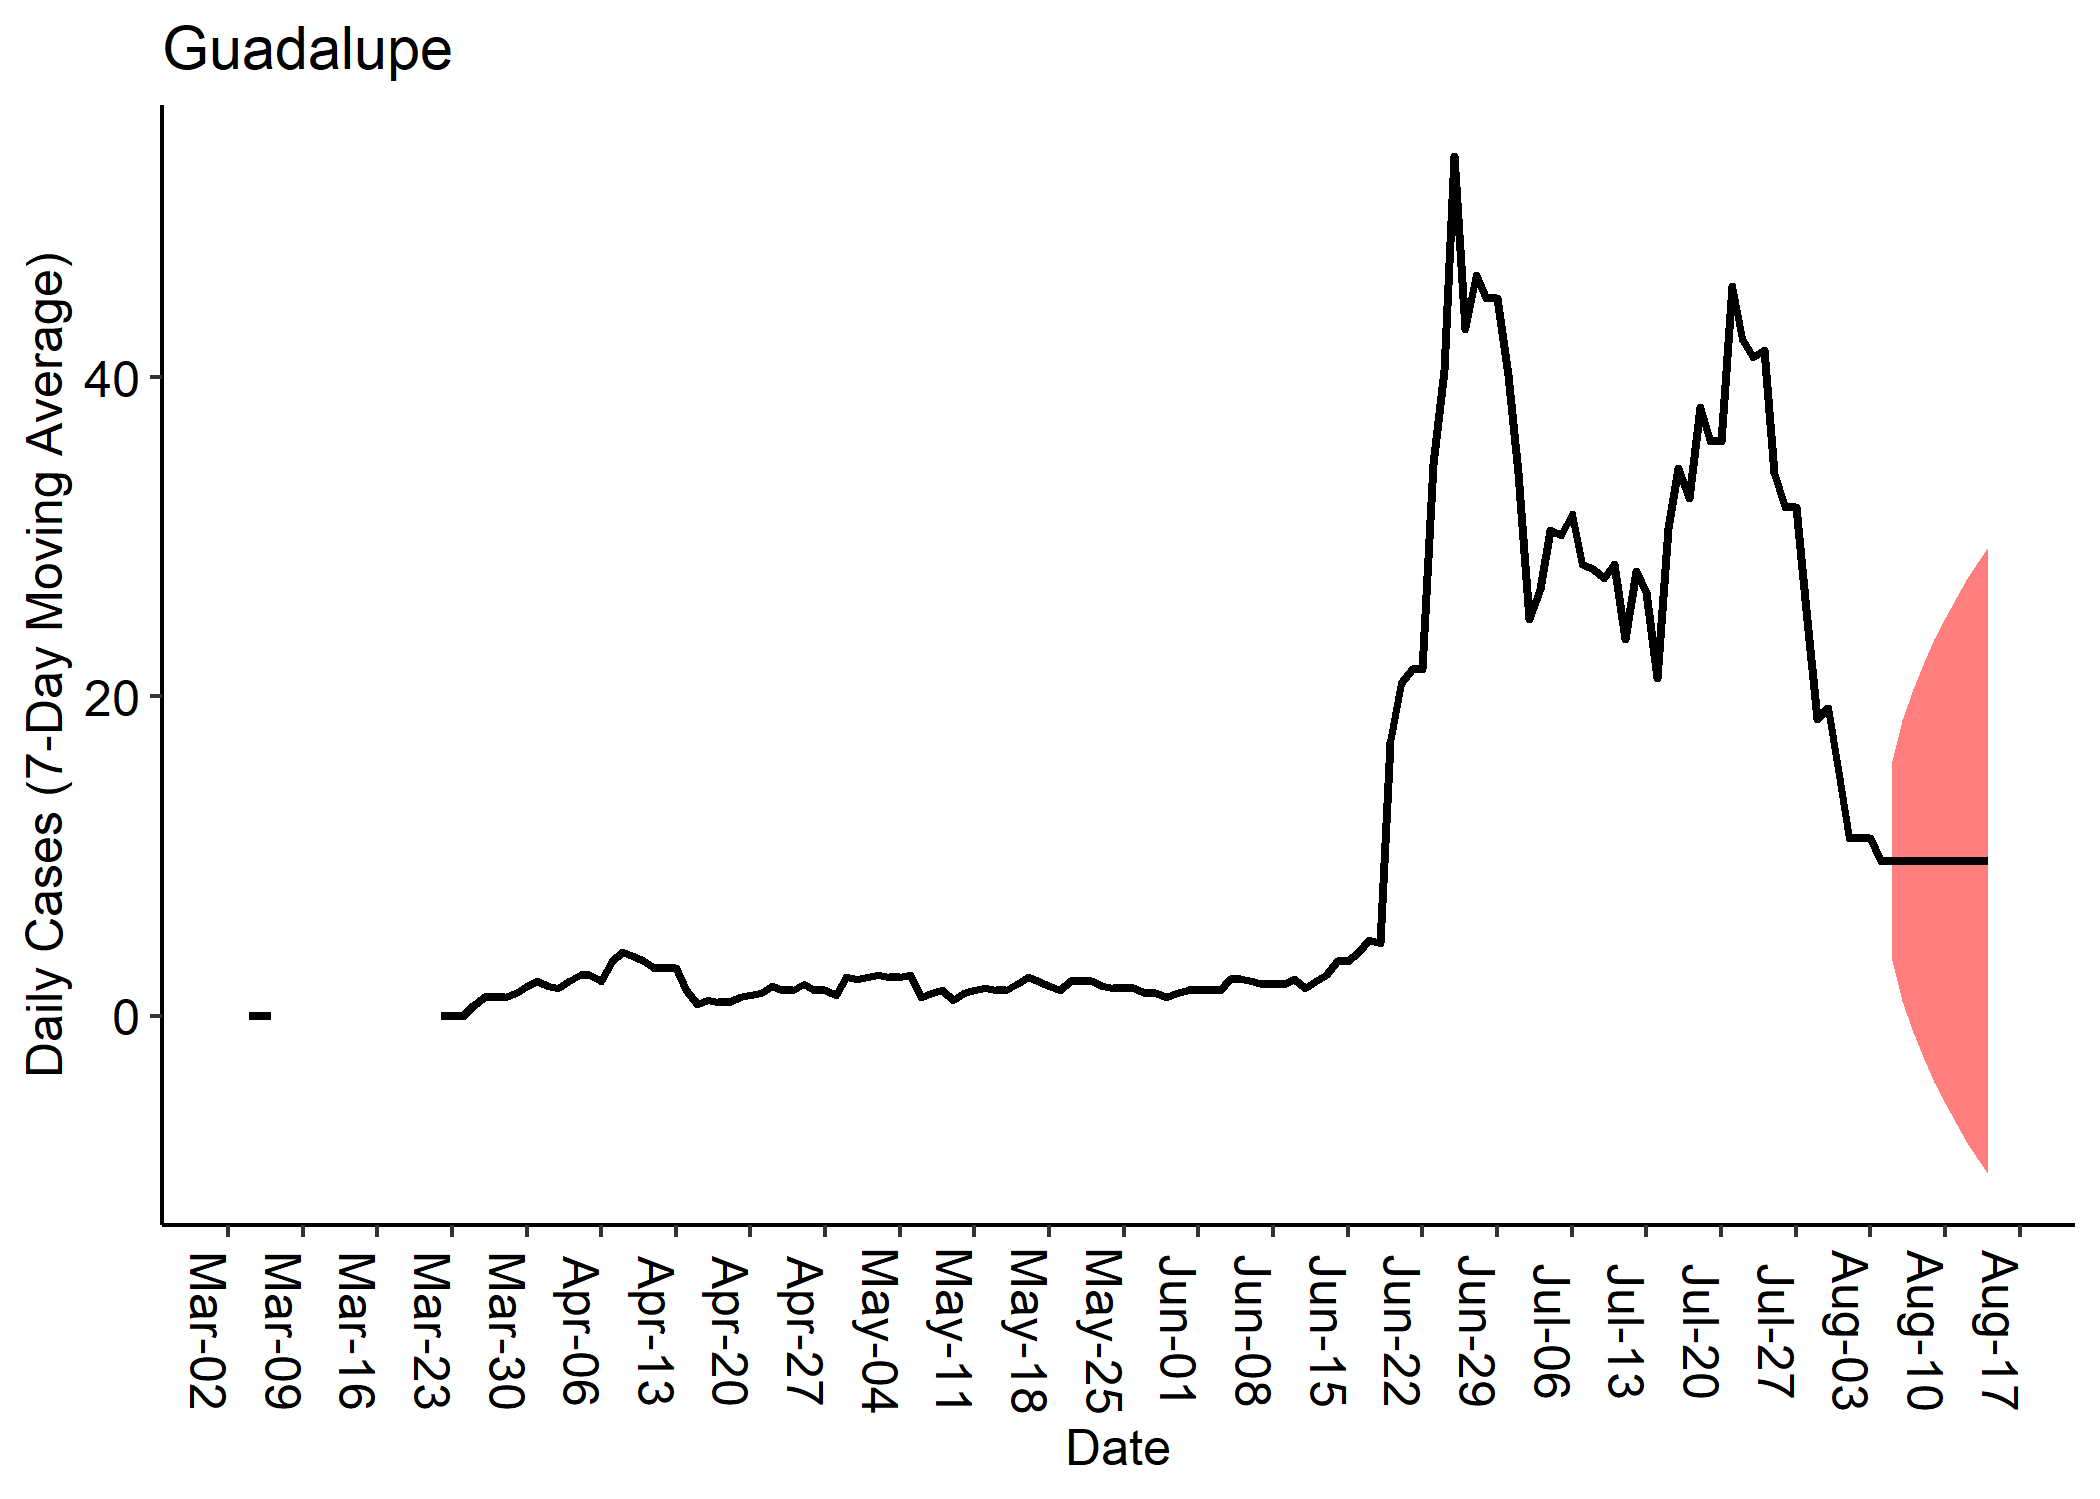 Guadalupe
Daily Cases (7-Day Moving Average)
40
20
0
Mar-02
Mar-09
Mar-16
Mar-23
Mar-30
Apr-06
Apr-13
Apr-20
Apr-27
May-04
May-11
May-18
May-25
Jun-01
Jun-08
Jun-15
Jun-22
Jun-29
Jul-06
Jul-13
Jul-20
Jul-27
Aug-03
Aug-10
Aug-17
Date